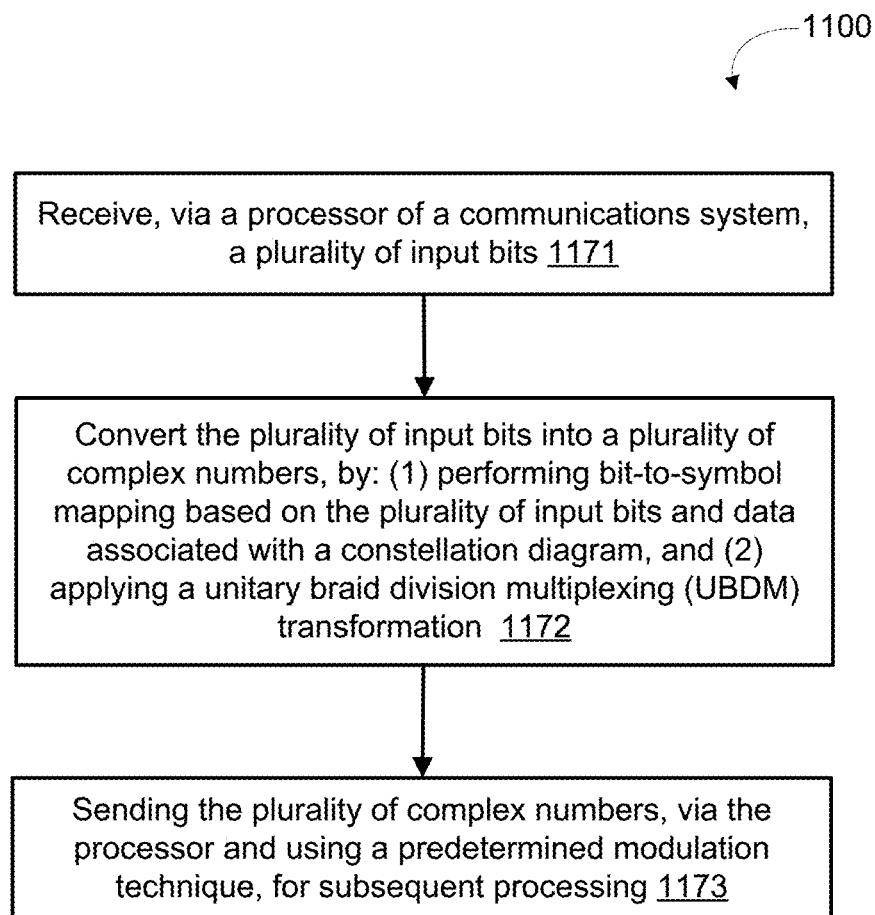 1100
Receive, via a processor of a communications system,
a plurality of input bits 1171
Convert the plurality of input bits into a plurality of
complex numbers, by: (1) performing bit-to-symbol
mapping based on the plurality of input bits and data
associated with a constellation diagram, and (2)
applying a unitary braid division multiplexing (UBDM)
transformation 1172
Sending the plurality of complex numbers, via the
processor and using a predetermined modulation
technique, for subsequent processing 1173